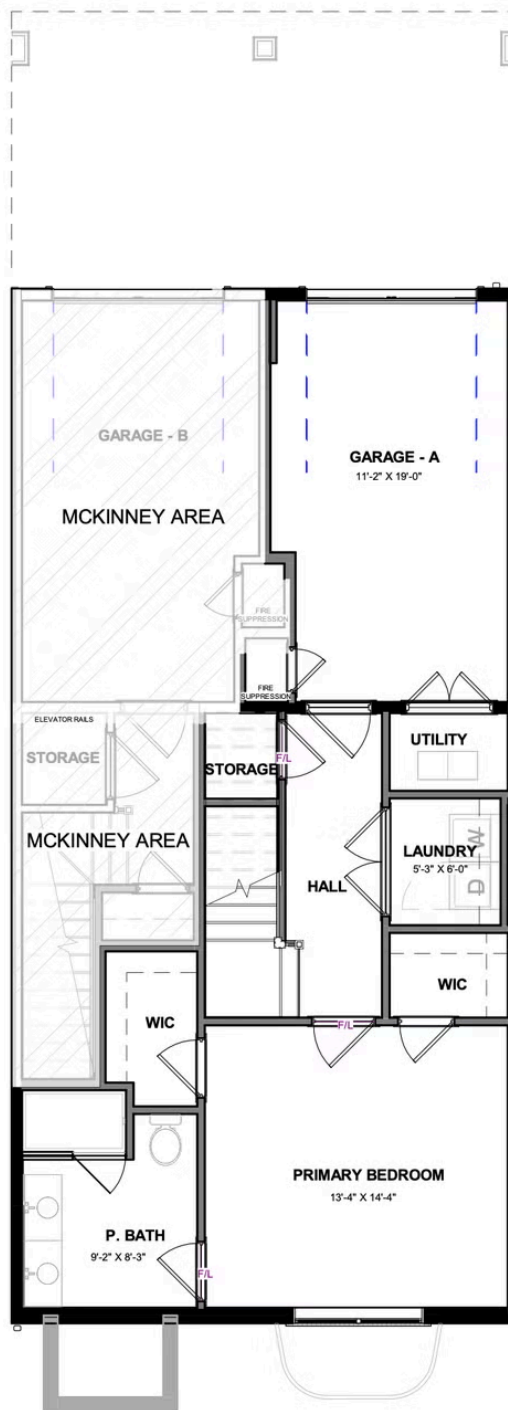 GARAGE - B
MCKINNEY AREA
GARAGE - A
11'-2" X 19'-0"
FIRE
SUPPRESSION
FIRE
SUPPRESSION
ELEVATOR RAILS
STORAGE
STORAGE
F/L
UTILITY
MCKINNEY AREA
LAUNDRY
5'-3" X 6'-0"
D W
HALL
WIC
WIC
F/L
PRIMARY BEDROOM
13'-4" X 14'-4"
P. BATH
9'-2" X 8'-3"
F/L